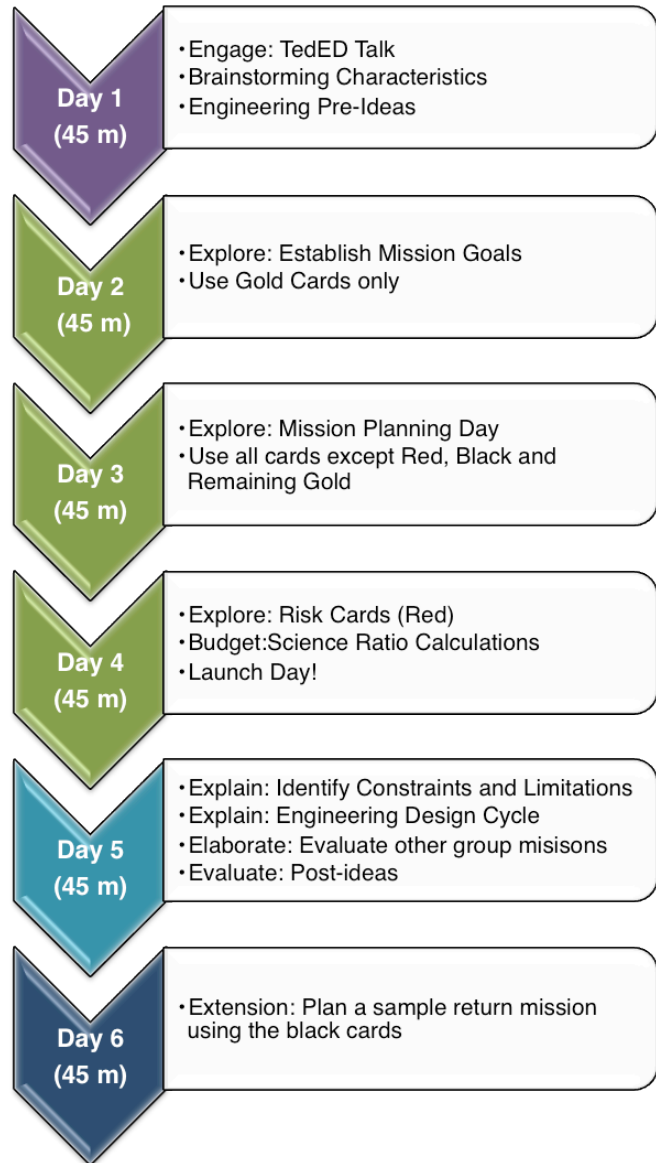 Day 1
(45 m)
•Engage: TedED Talk
•Brainstorming Characteristics
•Engineering Pre-Ideas
Day 2
(45 m)
•Explore: Establish Mission Goals
•Use Gold Cards only
Day 3
(45 m)
•Explore: Mission Planning Day
•Use all cards except Red, Black and
Remaining Gold
Day 4
(45 m)
•Explore: Risk Cards (Red)
•Budget:Science Ratio Calculations
•Launch Day!
Day 5
(45 m)
•Explain: Identify Constraints and Limitations
•Explain: Engineering Design Cycle
•Elaborate: Evaluate other group misisons
•Evaluate: Post-ideas
Day 6
(45 m)
•Extension: Plan a sample return mission
using the black cards